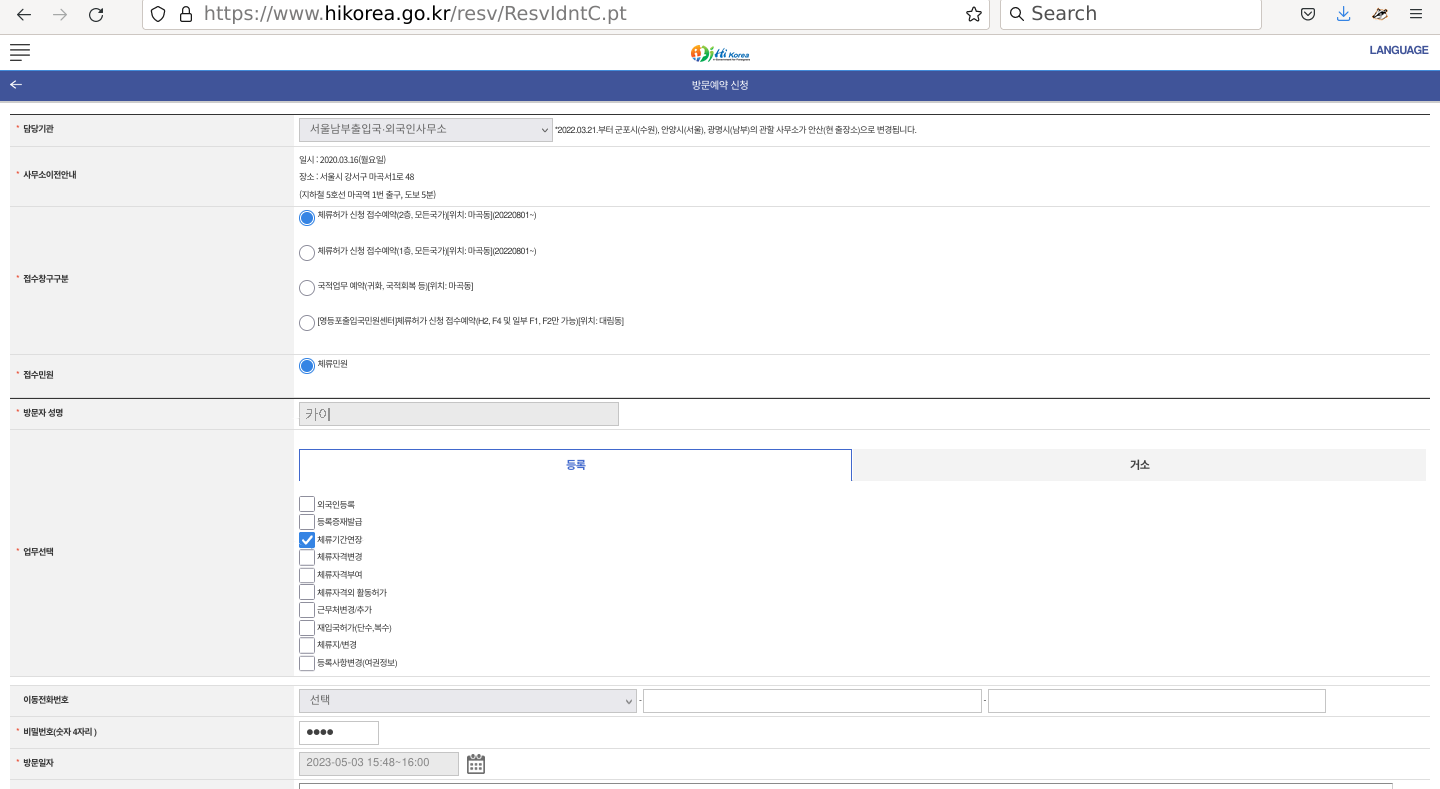 https://www.hikorea.go.kr/resv/ResvIdntC.pt
Search
Hi Korea
LANGUAGE
방문예약 신청
* 담당기관
서울남부출입국·외국인사무소
*2022.03.21.부터 군포시(수원), 안양시(서울), 광명시(남부)의 관할 사무소가 안산(현 출장소)으로 변경됩니다.
* 사무소이전안내
일시 : 2020.03.16(월요일)
장소 : 서울시 강서구 마곡서1로 48
(지하철 5호선 마곡역 1번 출구, 도보 5분)
* 접수창구구분
체류허가 신청 접수예약(2층, 모든국가)[위치: 마곡동](20220801~)
체류허가 신청 접수예약(1층, 모든국가)[위치: 마곡동](20220801~)
국적업무 예약(귀화, 국적회복 등)[위치: 마곡동]
[영등포출입국민원센터]체류허가 신청 접수예약(H2, F4 및 일부 F1, F2만 가능)[위치: 대림동]
* 접수민원
체류민원
* 방문자 성명
카이
* 업무선택
등록
거소
외국인등록
등록증재발급
체류기간연장
체류자격변경
체류자격부여
체류자격외 활동허가
근무처변경/추가
재입국허가(단수,복수)
체류지/변경
등록사항변경(여권정보)
이동전화번호
선택
-
-
* 비밀번호(숫자 4자리 )
●●●●
* 방문일자
2023-05-03 15:48~16:00